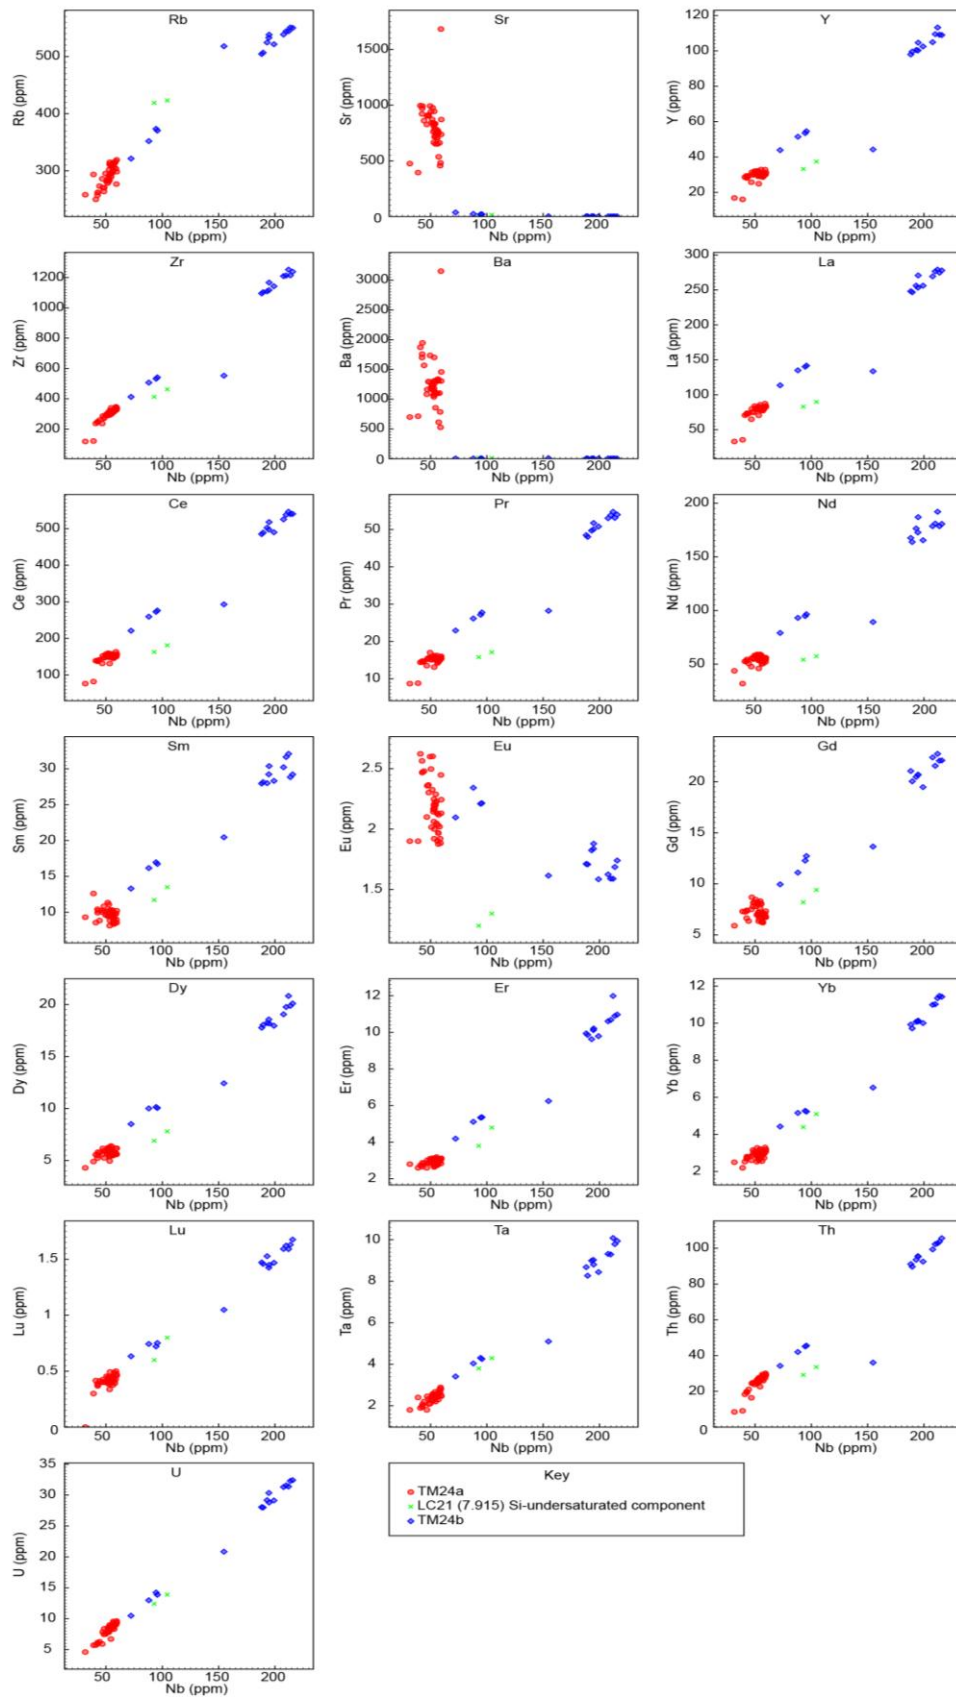 Rb
Rb (ppm)
500
400
300
50 100 150 200
Nb (ppm)
Sr
Sr (ppm)
1500
1000
500
0
50 100 150 200
Nb (ppm)
Y
Y (ppm)
120
100
80
60
40
20
50 100 150 200
Nb (ppm)
Zr
Zr (ppm)
1200
1000
800
600
400
200
50 100 150 200
Nb (ppm)
Ba
Ba (ppm)
3000
2500
2000
1500
1000
500
0
50 100 150 200
Nb (ppm)
La
La (ppm)
300
250
200
150
100
50
50 100 150 200
Nb (ppm)
Ce
Ce (ppm)
500
400
300
200
100
50 100 150 200
Nb (ppm)
Pr
Pr (ppm)
50
40
30
20
10
50 100 150 200
Nb (ppm)
Nd
Nd (ppm)
200
150
100
50
50 100 150 200
Nb (ppm)
Sm
Sm (ppm)
30
25
20
15
10
50 100 150 200
Nb (ppm)
Eu
Eu (ppm)
2.5
2
1.5
50 100 150 200
Nb (ppm)
Gd
Gd (ppm)
20
15
10
5
50 100 150 200
Nb (ppm)
Dy
Dy (ppm)
20
15
10
5
50 100 150 200
Nb (ppm)
Er
Er (ppm)
12
10
8
6
4
2
50 100 150 200
Nb (ppm)
Yb
Yb (ppm)
12
10
8
6
4
2
50 100 150 200
Nb (ppm)
Lu
Lu (ppm)
1.5
1
0.5
0
50 100 150 200
Nb (ppm)
Ta
Ta (ppm)
10
8
6
4
2
50 100 150 200
Nb (ppm)
Th
Th (ppm)
100
80
60
40
20
0
50 100 150 200
Nb (ppm)
U
U (ppm)
35
30
25
20
15
10
5
50 100 150 200
Nb (ppm)
Key
TM24a
LC21 (7.915) Si-undersaturated component
TM24b